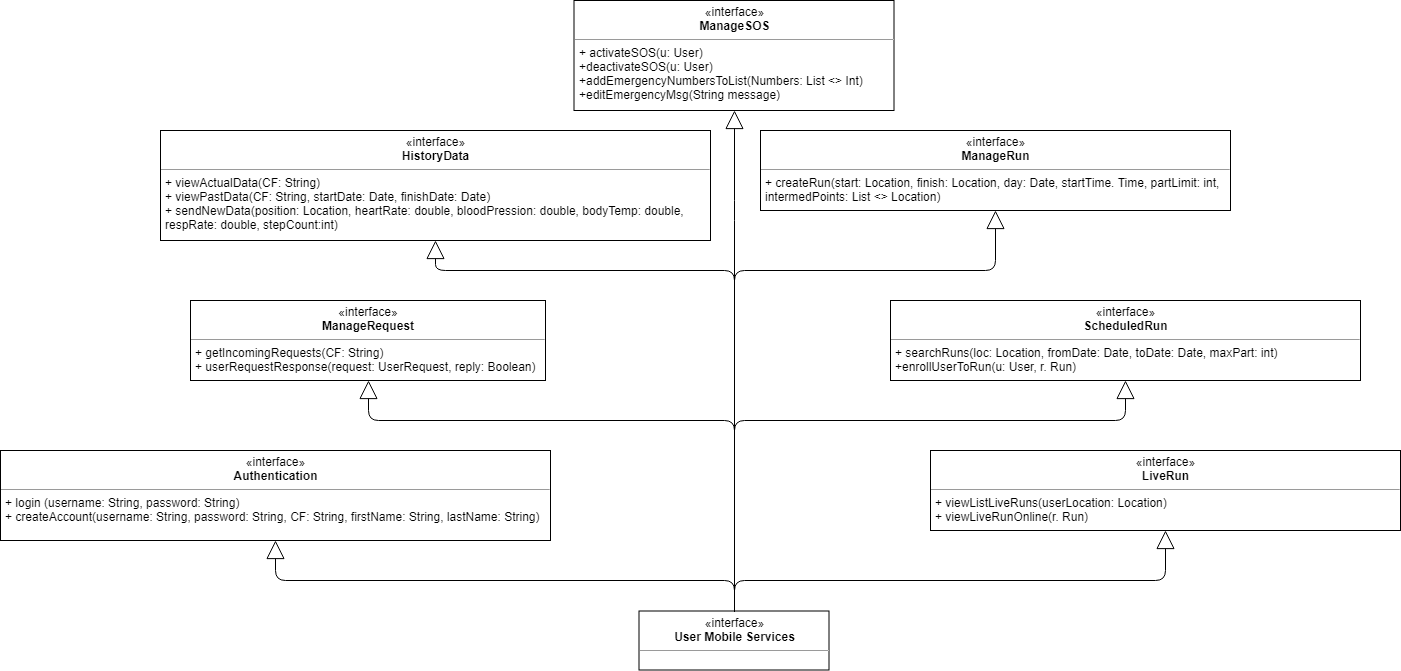 «interface»
ManageSOS
+ activateSOS(u: User)
+deactivateSOS(u: User)
+addEmergencyNumbersToList(Numbers: List <> Int)
+editEmergencyMsg(String message)
«interface»
HistoryData
+ viewActualData(CF: String)
+ viewPastData(CF: String, startDate: Date, finishDate: Date)
+ sendNewData(position: Location, heartRate: double, bloodPression: double, bodyTemp: double,
respRate: double, stepCount:int)
«interface»
ManageRun
+ createRun(start: Location, finish: Location, day: Date, startTime. Time, partLimit: int,
intermedPoints: List <> Location)
«interface»
ManageRequest
+ getIncomingRequests(CF: String)
+ userRequestResponse(request: UserRequest, reply: Boolean)
«interface»
ScheduledRun
+ searchRuns(loc: Location, fromDate: Date, toDate: Date, maxPart: int)
+enrollUserToRun(u: User, r. Run)
«interface»
Authentication
+ login (username: String, password: String)
+ createAccount(username: String, password: String, CF: String, firstName: String, lastName: String)
«interface»
LiveRun
+ viewListLiveRuns(userLocation: Location)
+ viewLiveRunOnline(r. Run)
«interface»
User Mobile Services